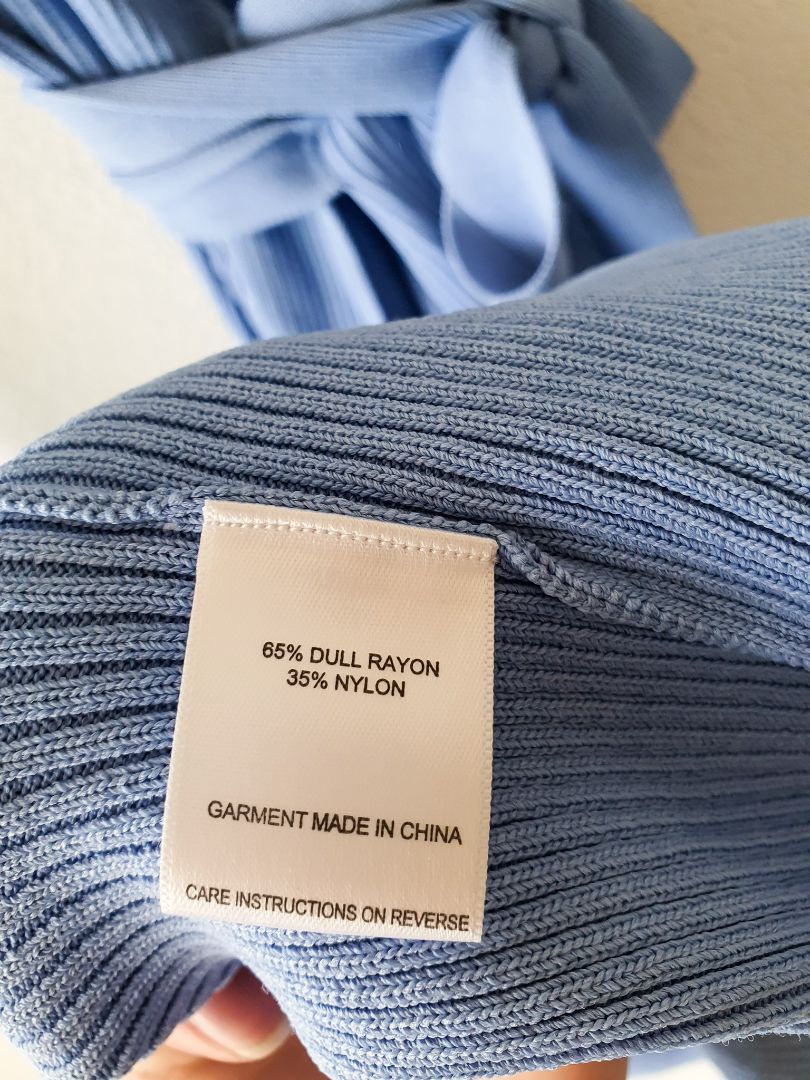 65% DULL RAYON
35% NYLON
GARMENT MADE IN CHINA
CARE INSTRUCTIONS ON REVERSE